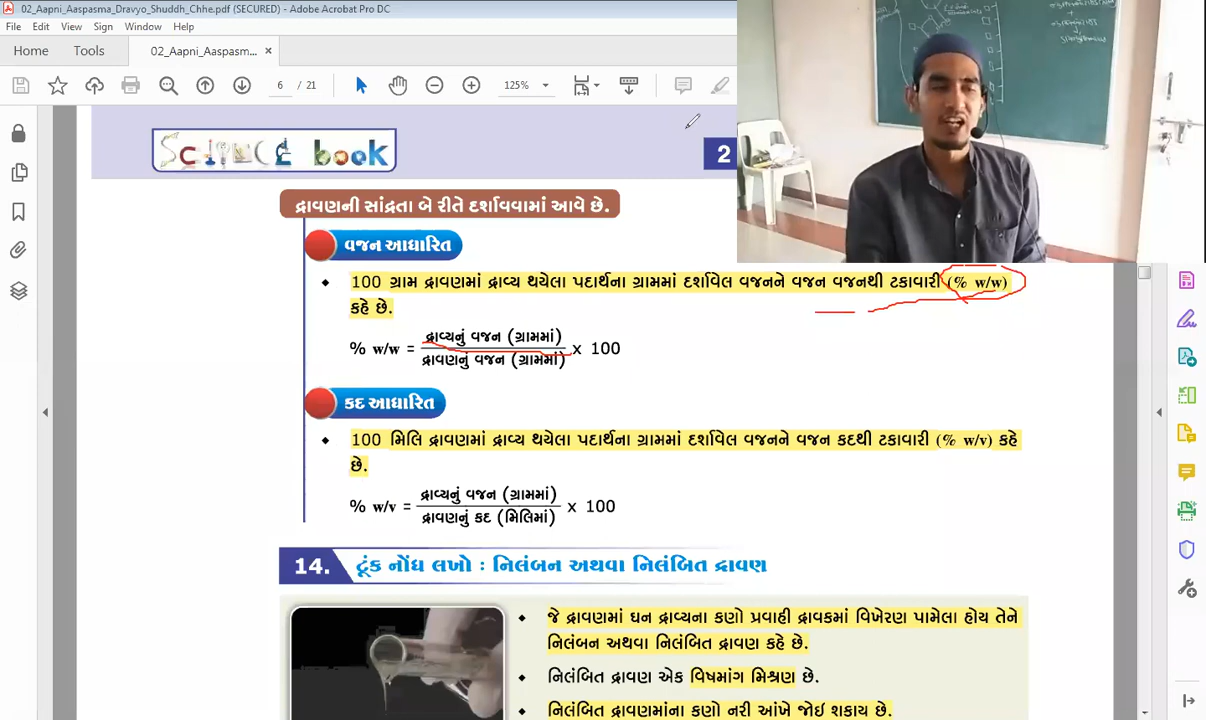 02_Aapni_Aaspasma_Dravyo_Shuddh_Chhe.pdf (SECURED) - Adobe Acrobat Pro DC
File Edit View Sign Window Help
Home Tools 02_Aapni_Aaspasm... ×
6 / 21 125%
Science book 2
દ્રાવણની સાંદ્રતા બે રીતે દર્શાવવામાં આવે છે.
વજન આધારિત
100 ગ્રામ દ્રાવણમાં દ્રાવ્ય થયેલા પદાર્થના ગ્રામમાં દર્શાવેલ વજનને વજન વજનથી ટકાવારી (% w/w)
કહે છે.
% w/w = દ્રાવ્યનું વજન (ગ્રામમાં) / દ્રાવણનું વજન (ગ્રામમાં) x 100
કદ આધારિત
100 મિલિ દ્રાવણમાં દ્રાવ્ય થયેલા પદાર્થના ગ્રામમાં દર્શાવેલ વજનને વજન કદથી ટકાવારી (% w/v) કહે
છે.
% w/v = દ્રાવ્યનું વજન (ગ્રામમાં) / દ્રાવણનું કદ (મિલિમાં) x 100
14. ટૂંક નોંધ લખો : નિલંબન અથવા નિલંબિત દ્રાવણ
જે દ્રાવણમાં ઘન દ્રાવ્યના કણો પ્રવાહી દ્રાવકમાં વિખેરણ પામેલા હોય તેને
નિલંબન અથવા નિલંબિત દ્રાવણ કહે છે.
નિલંબિત દ્રાવણ એક વિષમાંગ મિશ્રણ છે.
નિલંબિત દ્રાવણમાંના કણો નરી આંખે જોઈ શકાય છે.